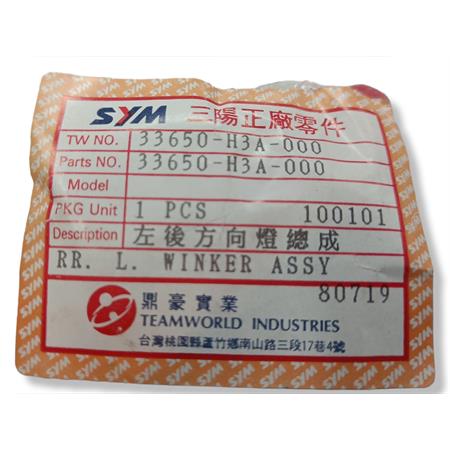 SYM 三陽正廠零件
TW NO. 33650-H3A-000
Parts NO. 33650-H3A-000
Model
PKG Unit 1 PCS 100101
Description 左後方向燈總成
RR. L. WINKER ASSY
80719
鼎豪實業
TEAMWORLD INDUSTRIES
台灣桃園縣蘆竹鄉南山路三段17巷4號